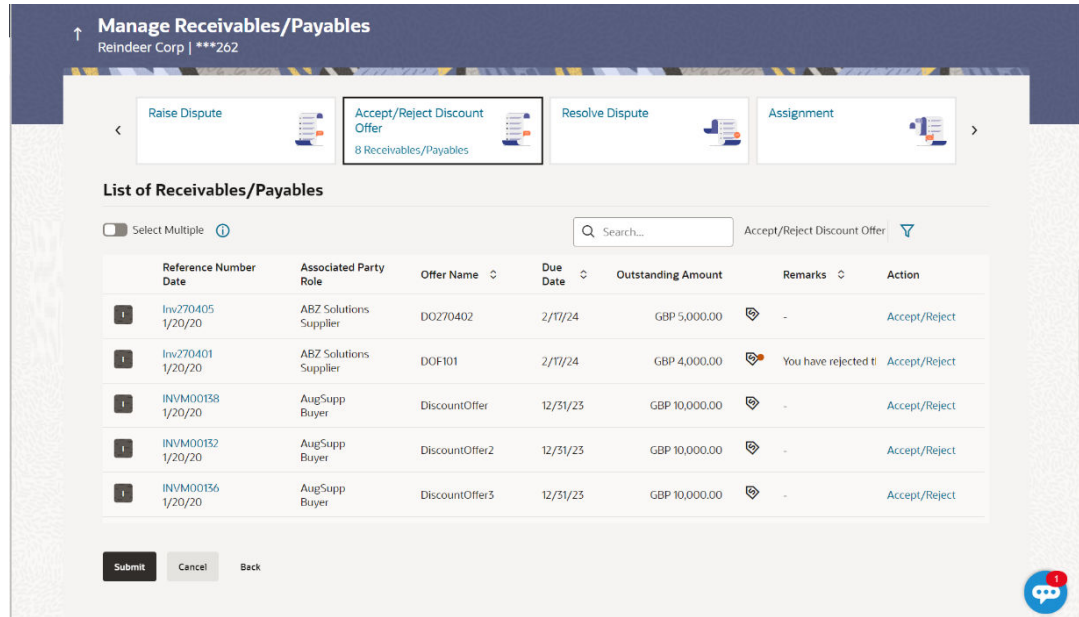 Manage Receivables/Payables
Reindeer Corp | ***262
Raise Dispute
Accept/Reject Discount
Offer
8 Receivables/Payables
Resolve Dispute
Assignment
List of Receivables/Payables
Select Multiple
Search...
Accept/Reject Discount Offer
Reference Number
Date
Associated Party
Role
Offer Name
Due
Date
Outstanding Amount
Remarks
Action
I
Inv270405
1/20/20
ABZ Solutions
Supplier
DO270402
2/17/24
GBP 5,000.00
-
Accept/Reject
I
Inv270401
1/20/20
ABZ Solutions
Supplier
DOF101
2/17/24
GBP 4,000.00
You have rejected
Accept/Reject
I
INVM00138
1/20/20
AugSupp
Buyer
DiscountOffer
12/31/23
GBP 10,000.00
-
Accept/Reject
I
INVM00132
1/20/20
AugSupp
Buyer
DiscountOffer2
12/31/23
GBP 10,000.00
-
Accept/Reject
I
INVM00136
1/20/20
AugSupp
Buyer
DiscountOffer3
12/31/23
GBP 10,000.00
-
Accept/Reject
Submit
Cancel
Back
1